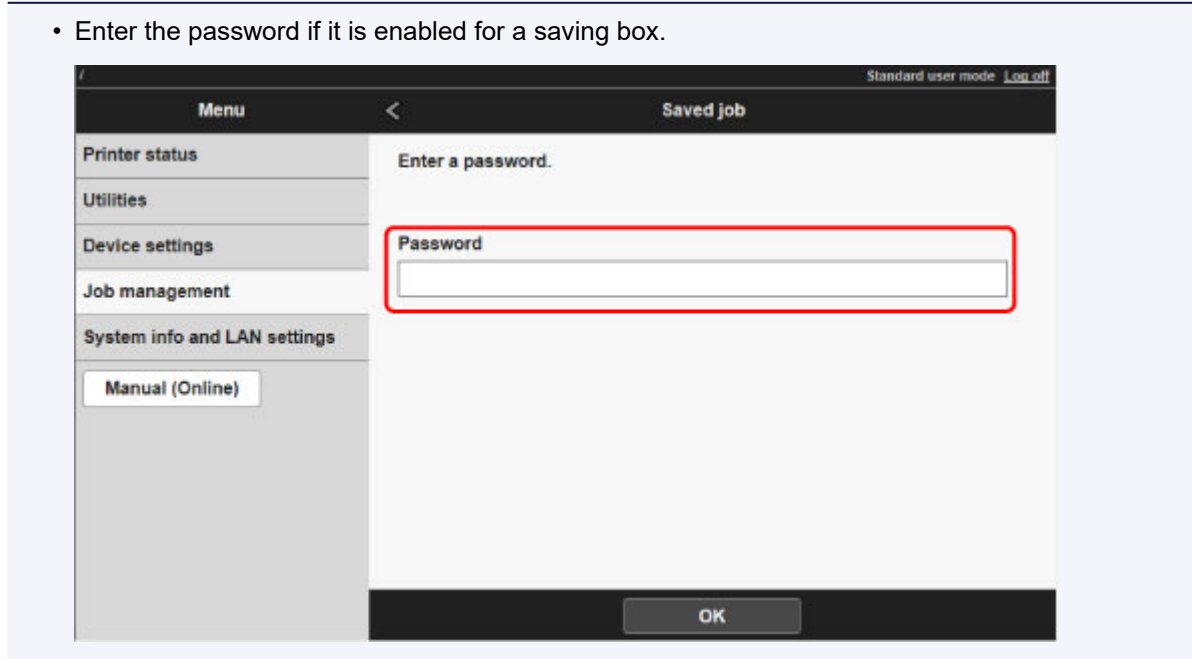 • Enter the password if it is enabled for a saving box.
/
Standard user mode Log off
Menu
< Saved job
Printer status
Utilities
Device settings
Job management
System info and LAN settings
Manual (Online)
Enter a password.
Password
OK